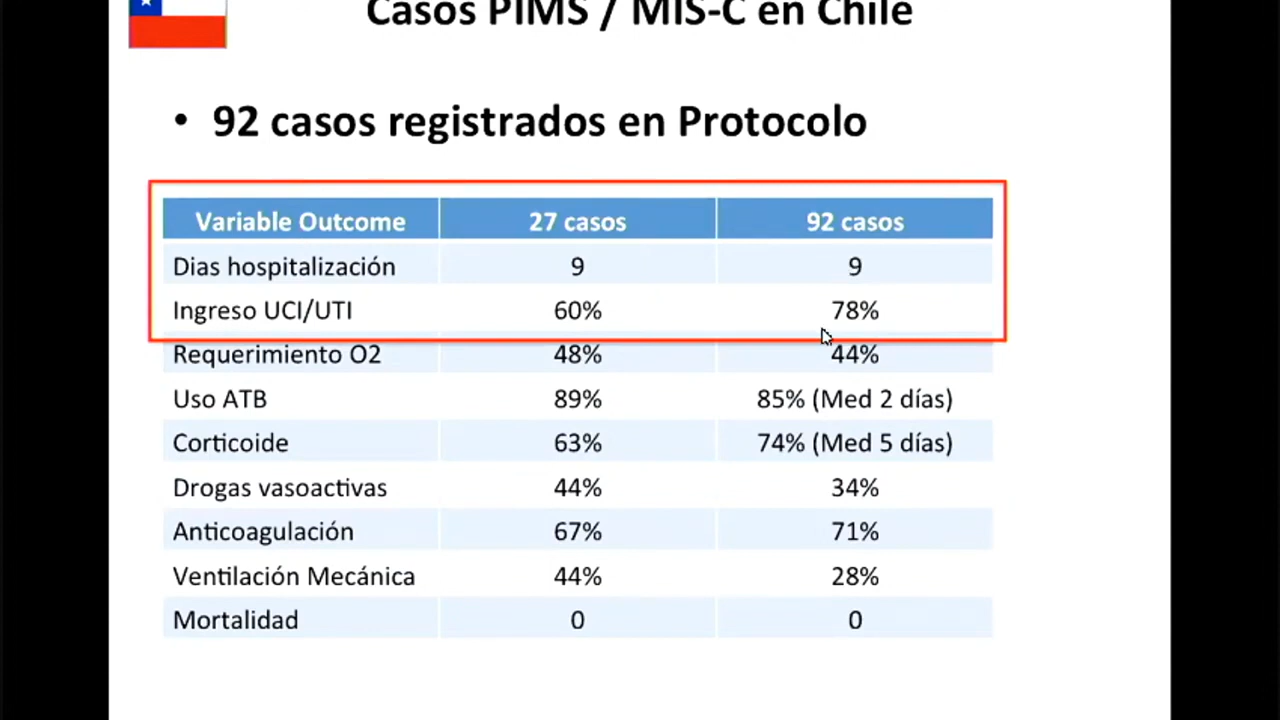 Casos PIMS / MIS-C en Chile
• 92 casos registrados en Protocolo
Variable Outcome 27 casos 92 casos
Dias hospitalización 9 9
Ingreso UCI/UTI 60% 78%
Requerimiento O2 48% 44%
Uso ATB 89% 85% (Med 2 días)
Corticoide 63% 74% (Med 5 días)
Drogas vasoactivas 44% 34%
Anticoagulación 67% 71%
Ventilación Mecánica 44% 28%
Mortalidad 0 0